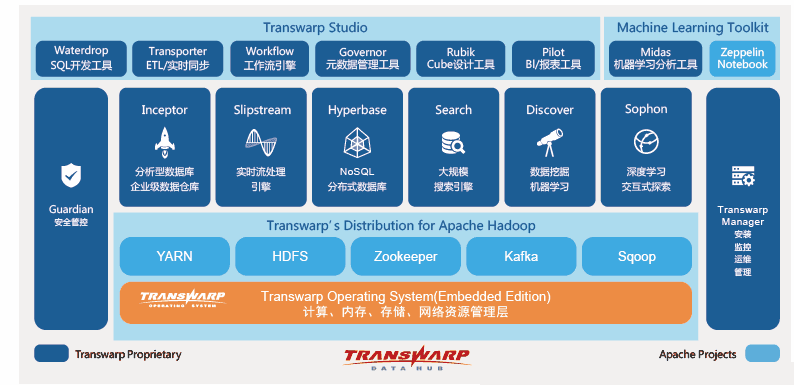 Transwarp Studio
Machine Learning Toolkit
Waterdrop
SQL开发工具
Transporter
ETL/实时同步
Workflow
工作流引擎
Governor
元数据管理工具
Rubik
Cube设计工具
Pilot
BI/报表工具
Midas
机器学习分析工具
Zeppelin
Notebook
Guardian
安全管控
Inceptor
分析型数据库
企业级数据仓库
Slipstream
实时流处理
引擎
Hyperbase
NoSQL
分布式数据库
Search
大规模
搜索引擎
Discover
数据挖掘
机器学习
Sophon
深度学习
交互式探索
Transwarp
Manager
安装
监控
运维
管理
Transwarp's Distribution for Apache Hadoop
YARN
HDFS
Zookeeper
Kafka
Sqoop
TRANSWARP
OPERATING SYSTEM
Transwarp Operating System(Embedded Edition)
计算、内存、存储、网络资源管理层
Transwarp Proprietary
TRANSWARP
DATA HUB
Apache Projects